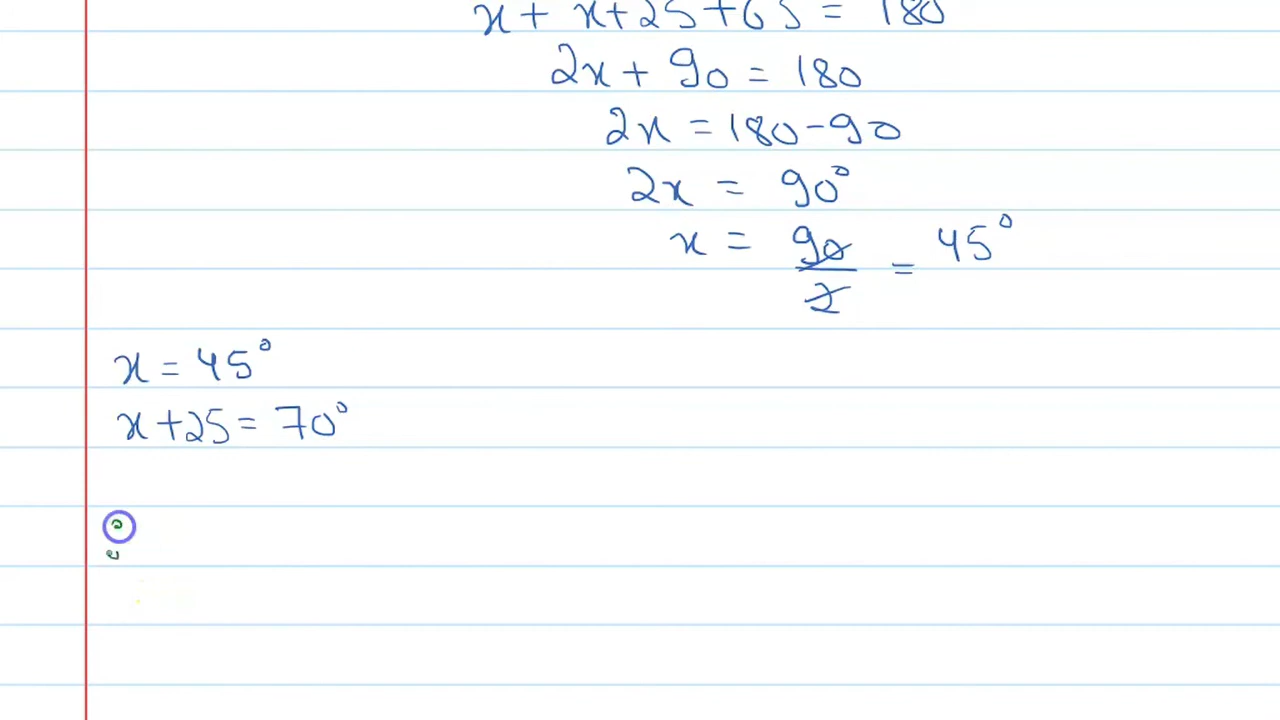 x + x + 25 + 65 = 180
2x + 90 = 180
2x = 180 - 90
2x = 90°
x = 90/2 = 45°
x = 45°
x + 25 = 70°